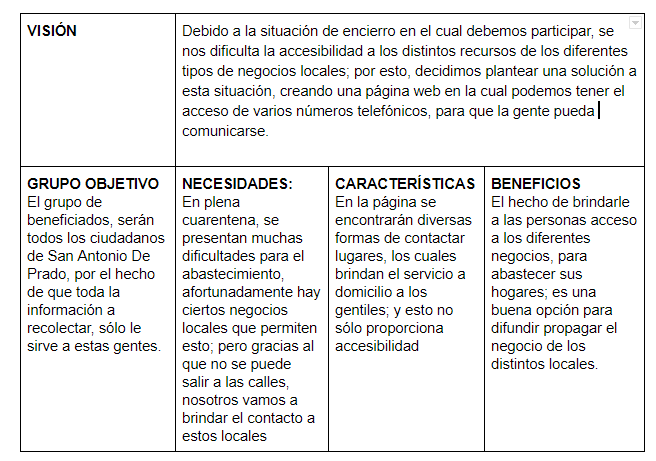 VISIÓN
Debido a la situación de encierro en el cual debemos participar, se
nos dificulta la accesibilidad a los distintos recursos de los diferentes
tipos de negocios locales; por esto, decidimos plantear una solución a
esta situación, creando una página web en la cual podemos tener el
acceso de varios números telefónicos, para que la gente pueda
comunicarse.
GRUPO OBJETIVO
El grupo de
beneficiados, serán
todos los ciudadanos
de San Antonio De
Prado, por el hecho
de que toda la
información a
recolectar, sólo le
sirve a estas gentes.
NECESIDADES:
En plena
cuarentena, se
presentan muchas
dificultades para el
abastecimiento,
afortunadamente hay
ciertos negocios
locales que permiten
esto; pero gracias al
que no se puede
salir a las calles,
nosotros vamos a
brindar el contacto a
estos locales
CARACTERÍSTICAS
En la página se
encontrarán diversas
formas de contactar
lugares, los cuales
brindan el servicio a
domicilio a los
gentiles; y esto no
sólo proporciona
accesibilidad
BENEFICIOS
El hecho de brindarle
a las personas acceso
a los diferentes
negocios, para
abastecer sus
hogares; es una
buena opción para
difundir propagar el
negocio de los
distintos locales.